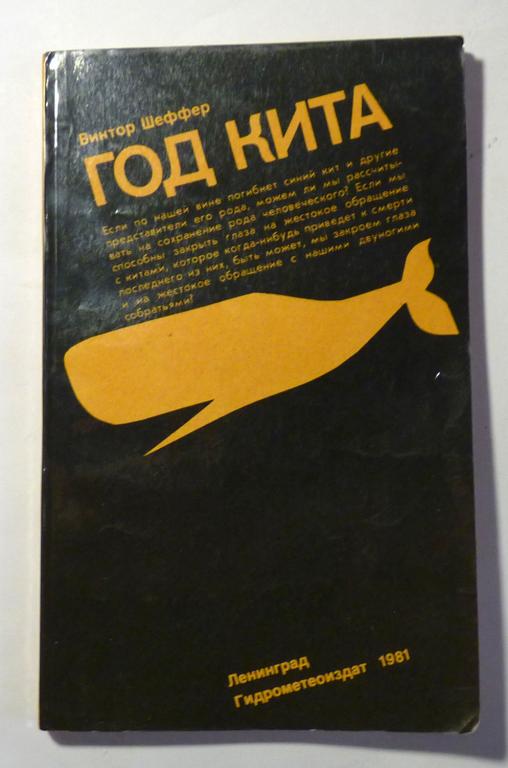 Виктор Шеффер
ГОД КИТА
Если по нашей вине погибнет синий кит и другие
представители его рода, можем ли мы рассчиты-
вать на сохранение рода человеческого? Если мы
способны закрыть глаза на жестокое обращение
с китами, которое когда-нибудь приведет к смерти
последнего из них, быть может, мы закроем глаза
и на жестокое обращение с нашими двуногими
собратьями?
Ленинград
Гидрометеоиздат 1981